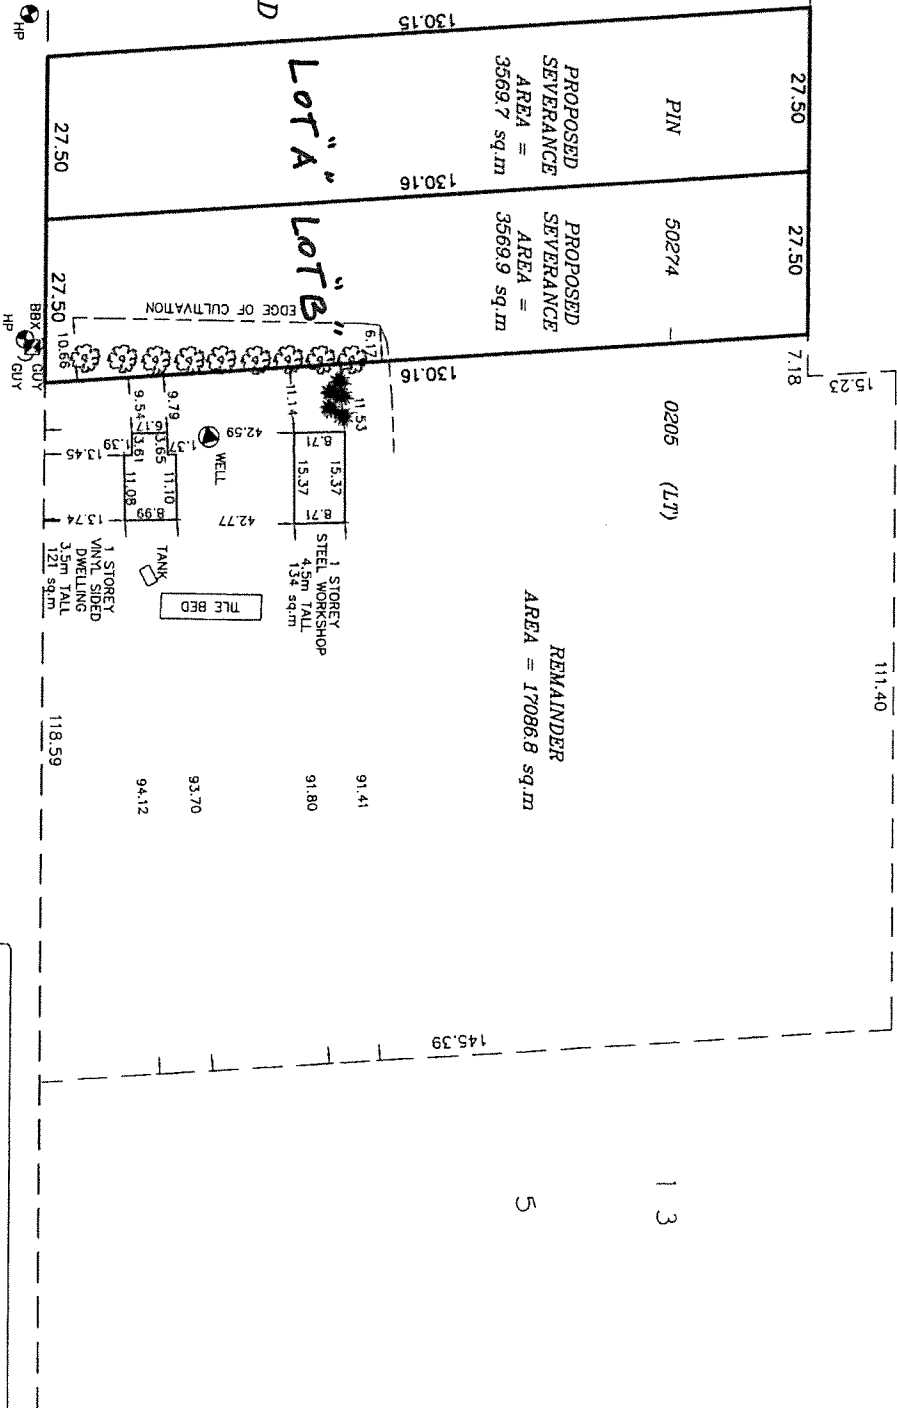 D
HP
130.15
27.50
27.50
LOT "A"
PROPOSED
SEVERANCE
AREA =
3569.7 sq.m
PIN
130.16
27.50
27.50
LOT "B"
PROPOSED
SEVERANCE
AREA =
3569.9 sq.m
50274
—
EDGE OF CULTIVATION
6.17
10.66
BBX
HP
GUY
GUY
130.16
7.18
15.23
0205 (LT)
9.54
9.79
11.14
11.53
6.17
3.65
3.61
1.37
1.39
42.59
8.71
15.37
15.37
8.71
WELL
13.45
11.08
11.10
8.99
42.77
13.74
TANK
TILE BED
1 STOREY
VINYL SIDED
DWELLING
3.5m TALL
121 sq.m
1 STOREY
STEEL WORKSHOP
4.5m TALL
134 sq.m
REMAINDER
AREA = 17086.8 sq.m
111.40
118.59
94.12
93.70
91.80
91.41
145.39
13
5